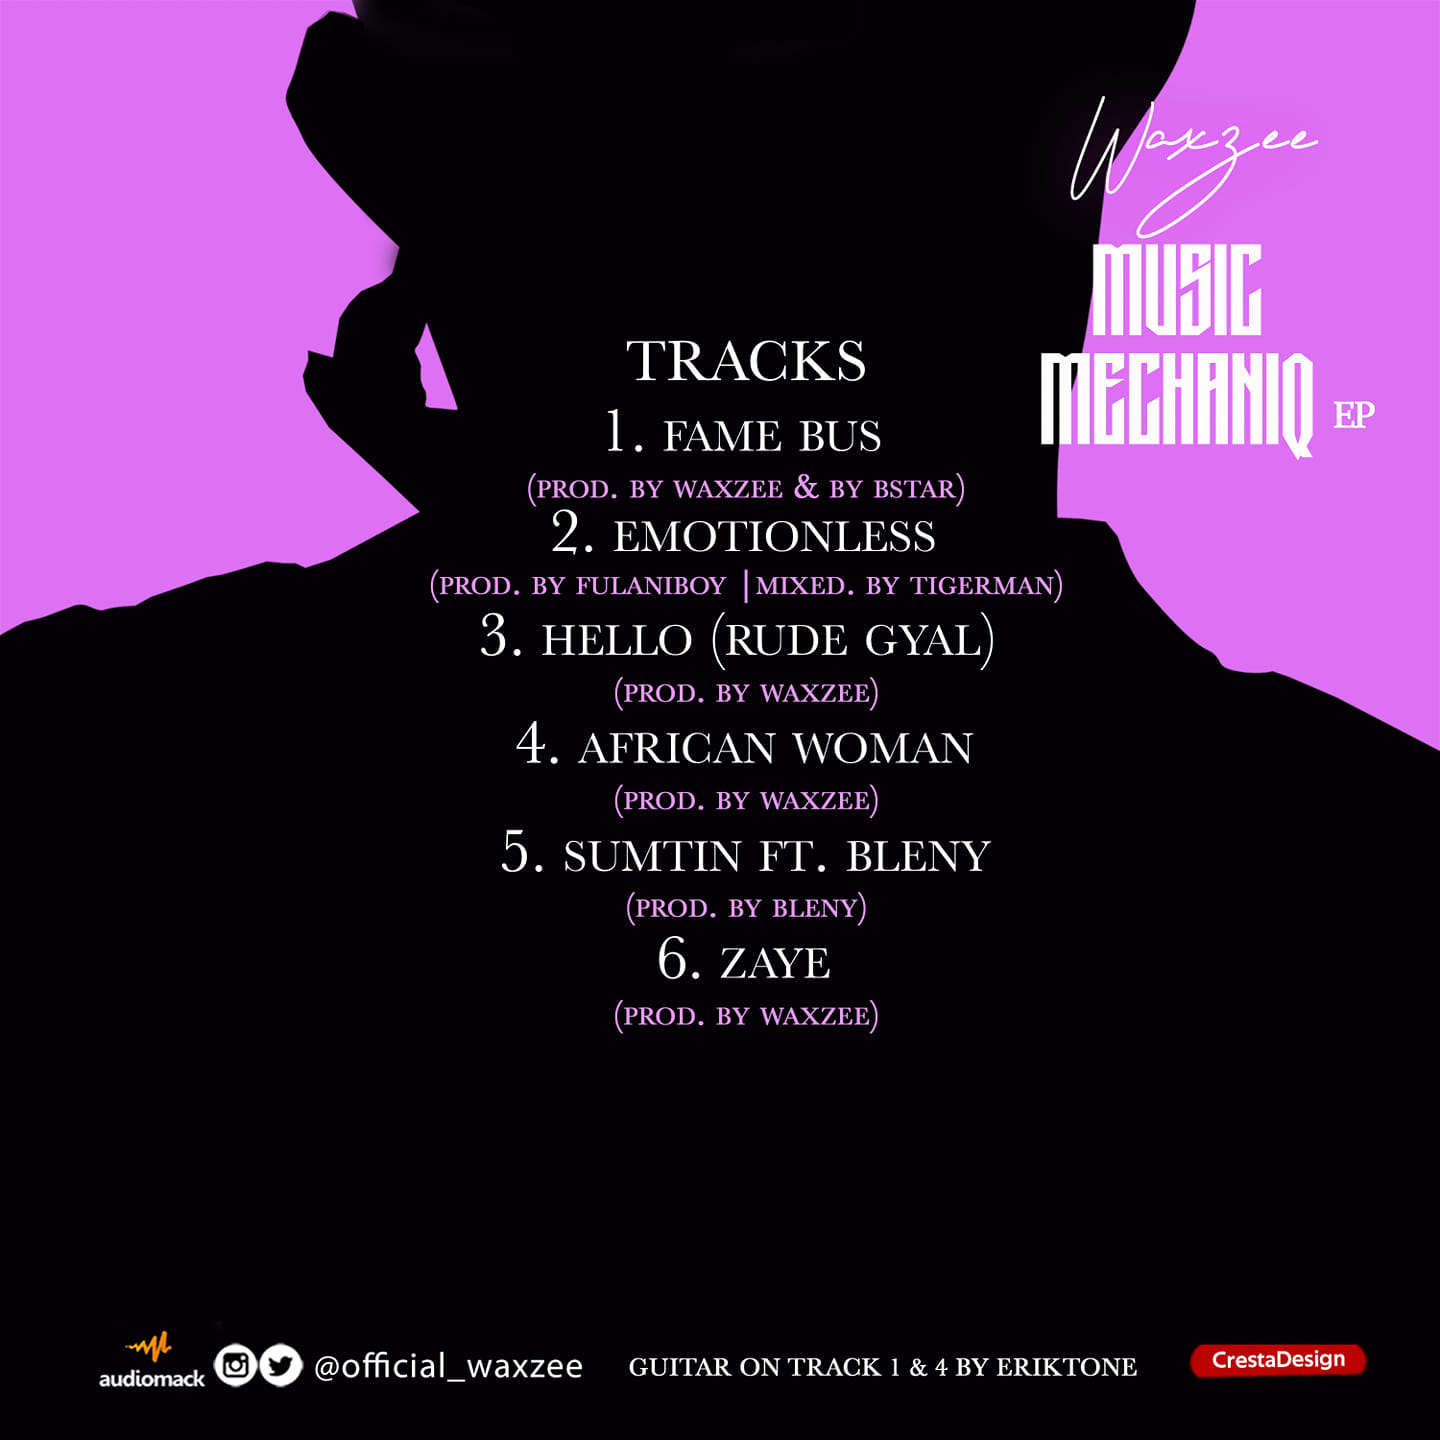 Waxzee
MUSIC
MECHANIQ EP
TRACKS
1. FAME BUS
(PROD. BY WAXZEE & BY BSTAR)
2. EMOTIONLESS
(PROD. BY FULANIBOY |MIXED. BY TIGERMAN)
3. HELLO (RUDE GYAL)
(PROD. BY WAXZEE)
4. AFRICAN WOMAN
(PROD. BY WAXZEE)
5. SUMTIN FT. BLENY
(PROD. BY BLENY)
6. ZAYE
(PROD. BY WAXZEE)
audiomack @official_waxzee GUITAR ON TRACK 1 & 4 BY ERIKTONE CrestaDesign